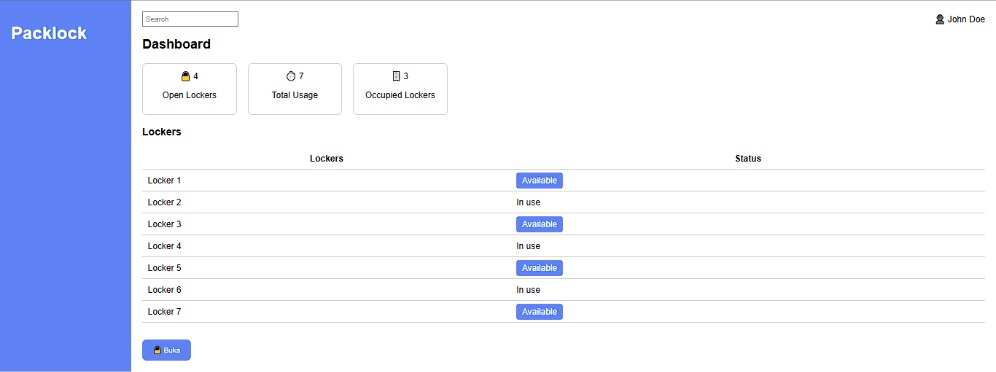 Packlock
Search
John Doe
Dashboard
4
Open Lockers
7
Total Usage
3
Occupied Lockers
Lockers
Lockers Status
Locker 1 Available
Locker 2 In use
Locker 3 Available
Locker 4 In use
Locker 5 Available
Locker 6 In use
Locker 7 Available
Buka